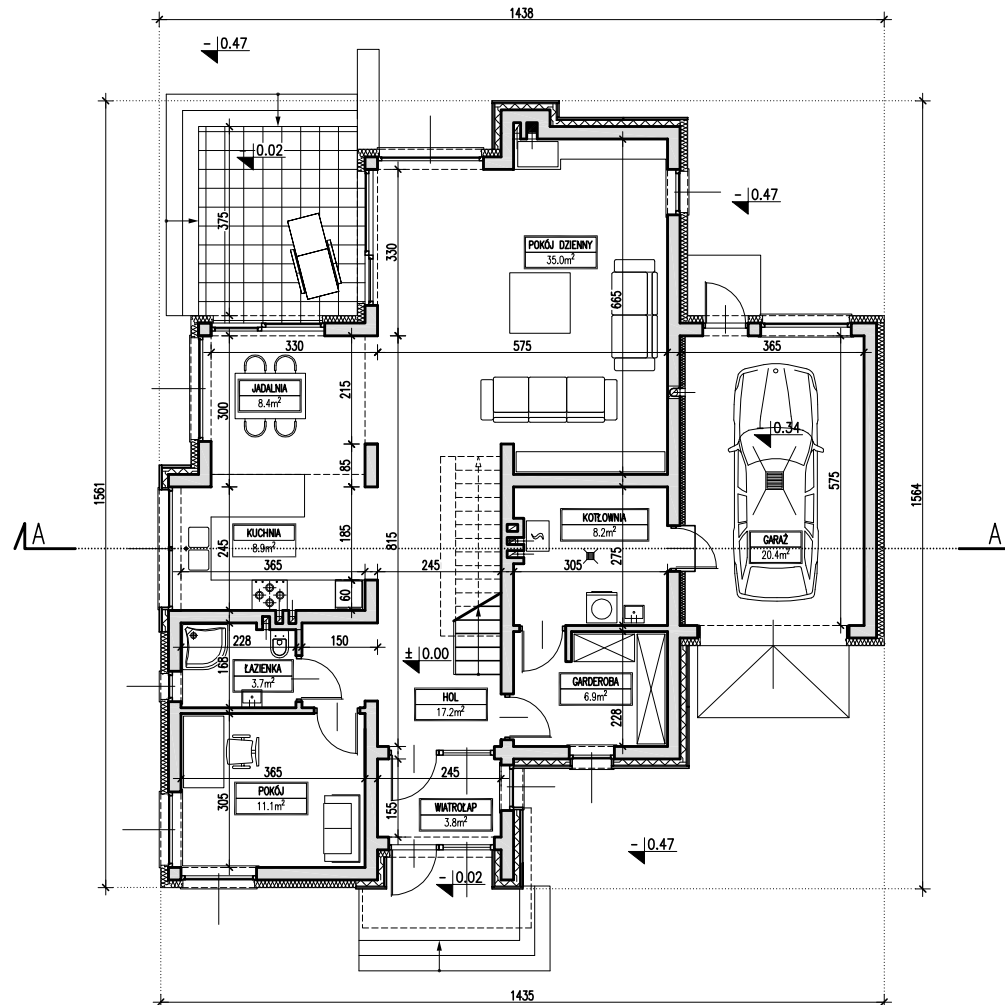 1438
- 0.47
- 0.02
- 0.47
375
330
POKÓJ DZIENNY
35.0m²
665
330
575
365
JADALNIA
8.4m²
300
215
- 0.34
85
575
1561
1564
A
A
KUCHNIA
8.9m²
245
185
815
KOTŁOWNIA
8.2m²
275
GARAŻ
20.4m²
365
245
305
60
228
150
ŁAZIENKA
3.7m²
168
± 0.00
HOL
17.2m²
GARDEROBA
6.9m²
228
365
245
POKÓJ
11.1m²
305
155
WIATROŁAP
3.8m²
- 0.47
- 0.02
1435